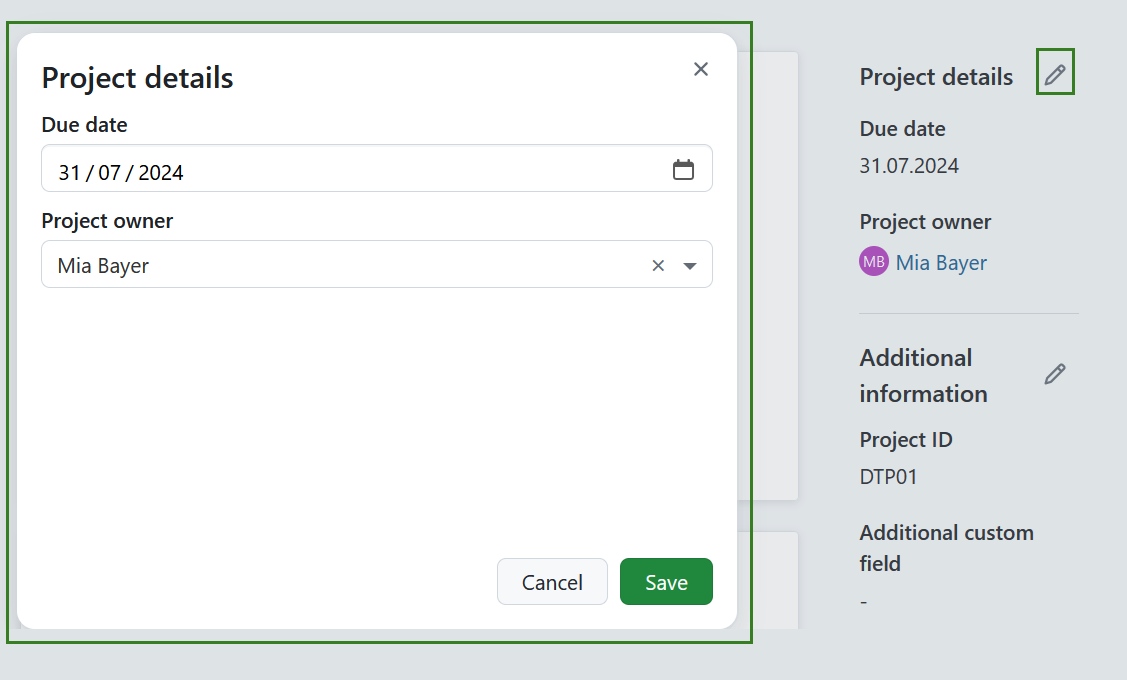 Project details
Due date
31 / 07 / 2024
Project owner
Mia Bayer
Cancel
Save
Project details
Due date
31.07.2024
Project owner
MB Mia Bayer
Additional
information
Project ID
DTP01
Additional custom
field
-